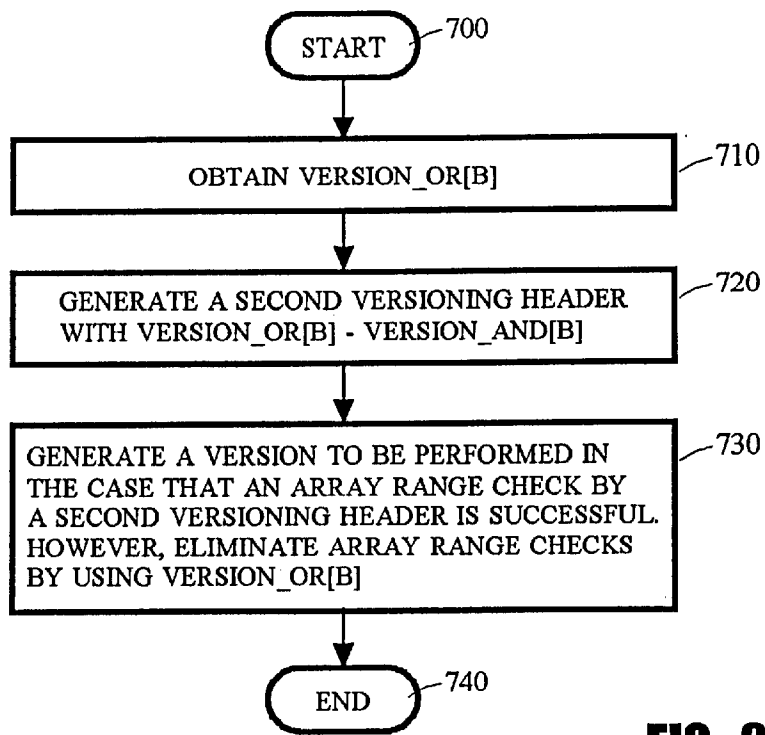 START
700
OBTAIN VERSION_OR[B]
710
GENERATE A SECOND VERSIONING HEADER
WITH VERSION_OR[B] - VERSION_AND[B]
720
GENERATE A VERSION TO BE PERFORMED IN
THE CASE THAT AN ARRAY RANGE CHECK BY
A SECOND VERSIONING HEADER IS SUCCESSFUL.
HOWEVER, ELIMINATE ARRAY RANGE CHECKS
BY USING VERSION_OR[B]
730
END
740